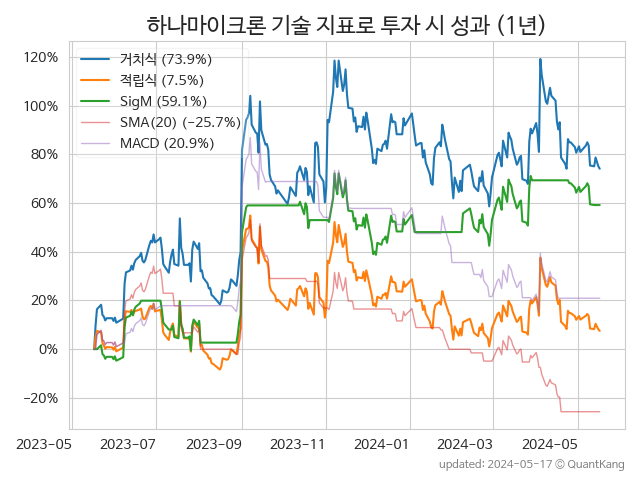 하나마이크론 기술 지표로 투자 시 성과 (1년)
120%
100%
80%
60%
40%
20%
0%
−20%
거치식 (73.9%)
적립식 (7.5%)
SigM (59.1%)
SMA(20) (−25.7%)
MACD (20.9%)
2023−05 2023−07 2023−09 2023−11 2024−01 2024−03 2024−05
updated: 2024−05−17 ⓒ QuantKang